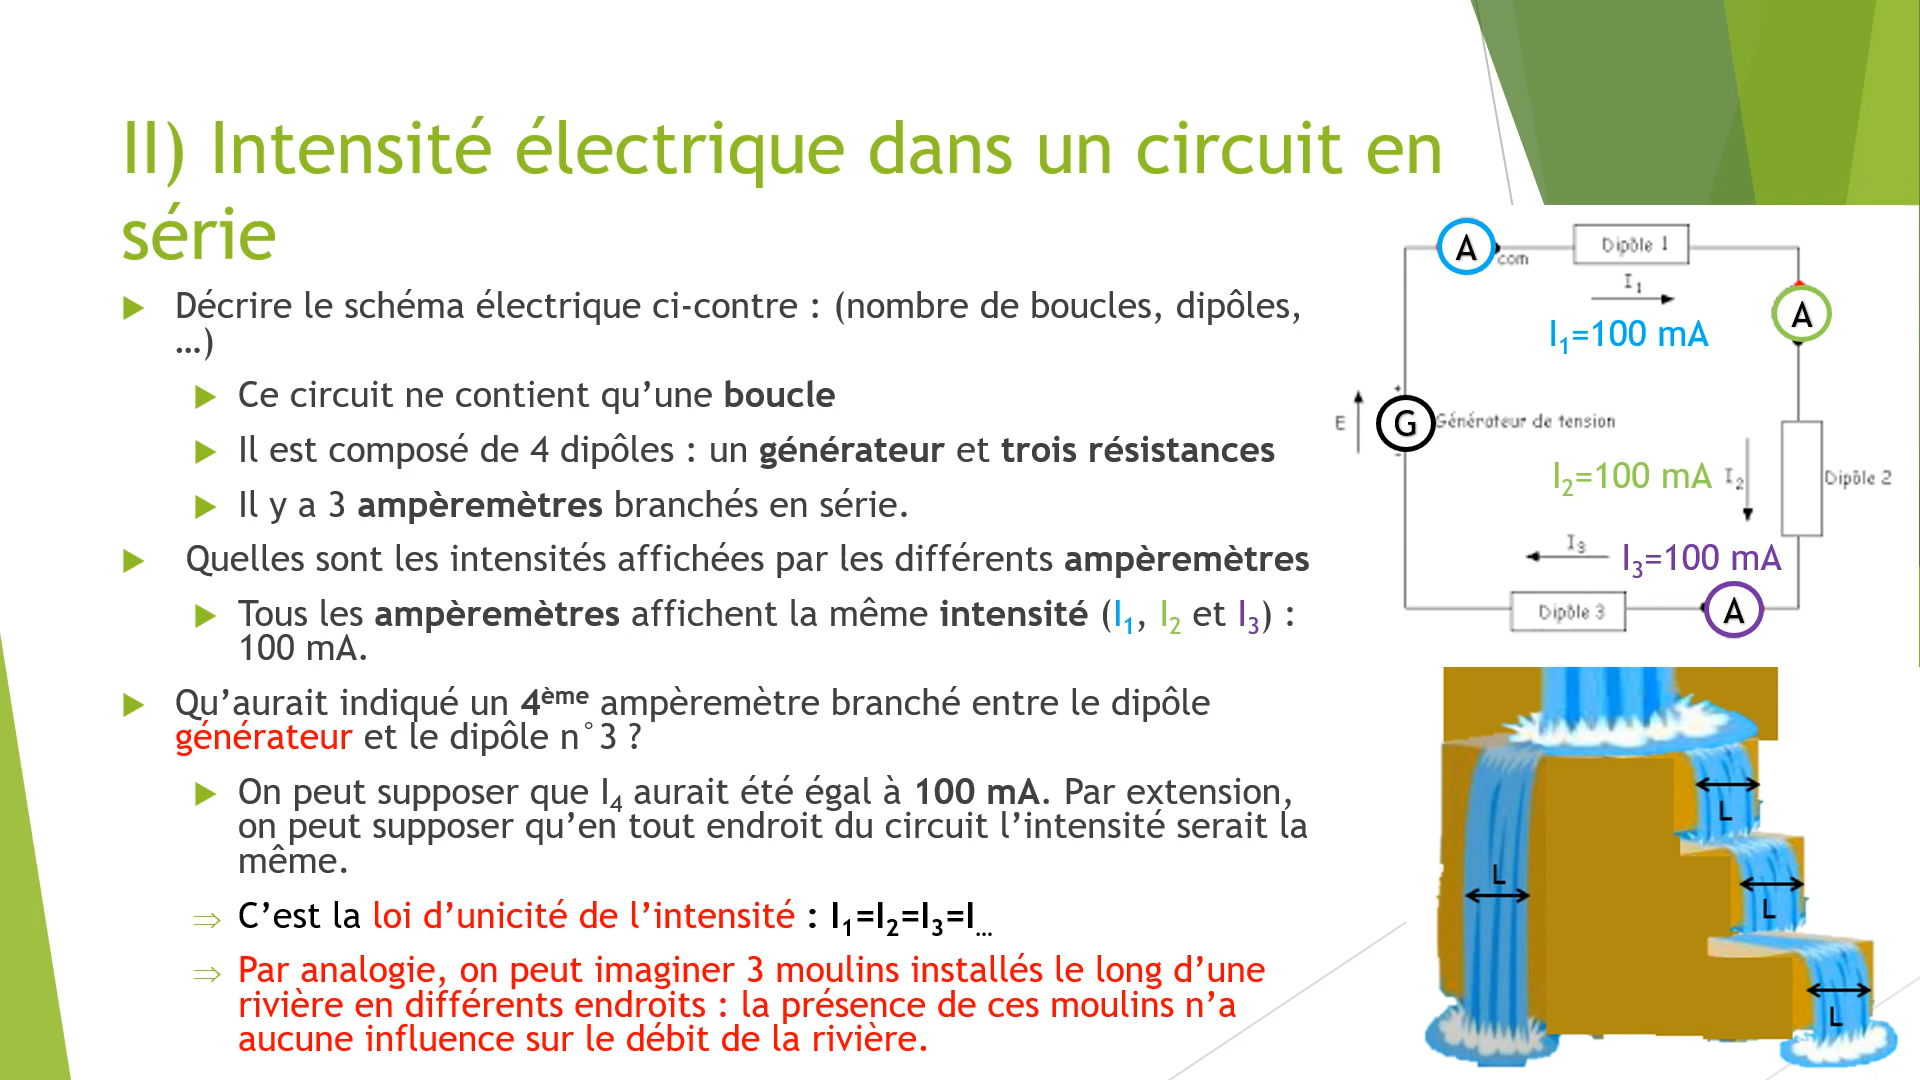 II) Intensité électrique dans un circuit en
série
Décrire le schéma électrique ci-contre : (nombre de boucles, dipôles,
…)
Ce circuit ne contient qu’une boucle
Il est composé de 4 dipôles : un générateur et trois résistances
Il y a 3 ampèremètres branchés en série.
Quelles sont les intensités affichées par les différents ampèremètres
Tous les ampèremètres affichent la même intensité (I1, I2 et I3) :
100 mA.
Qu’aurait indiqué un 4ème ampèremètre branché entre le dipôle
générateur et le dipôle n°3 ?
On peut supposer que I4 aurait été égal à 100 mA. Par extension,
on peut supposer qu’en tout endroit du circuit l’intensité serait la
même.
⇒ C’est la loi d’unicité de l’intensité : I1=I2=I3=I…
⇒ Par analogie, on peut imaginer 3 moulins installés le long d’une
rivière en différents endroits : la présence de ces moulins n’a
aucune influence sur le débit de la rivière.
A
com
Dipôle 1
I1
I1=100 mA
A
+
E
G
Générateur de tension
-
I2=100 mA
I2
Dipôle 2
I3
I3=100 mA
Dipôle 3
A
L
L
L
L